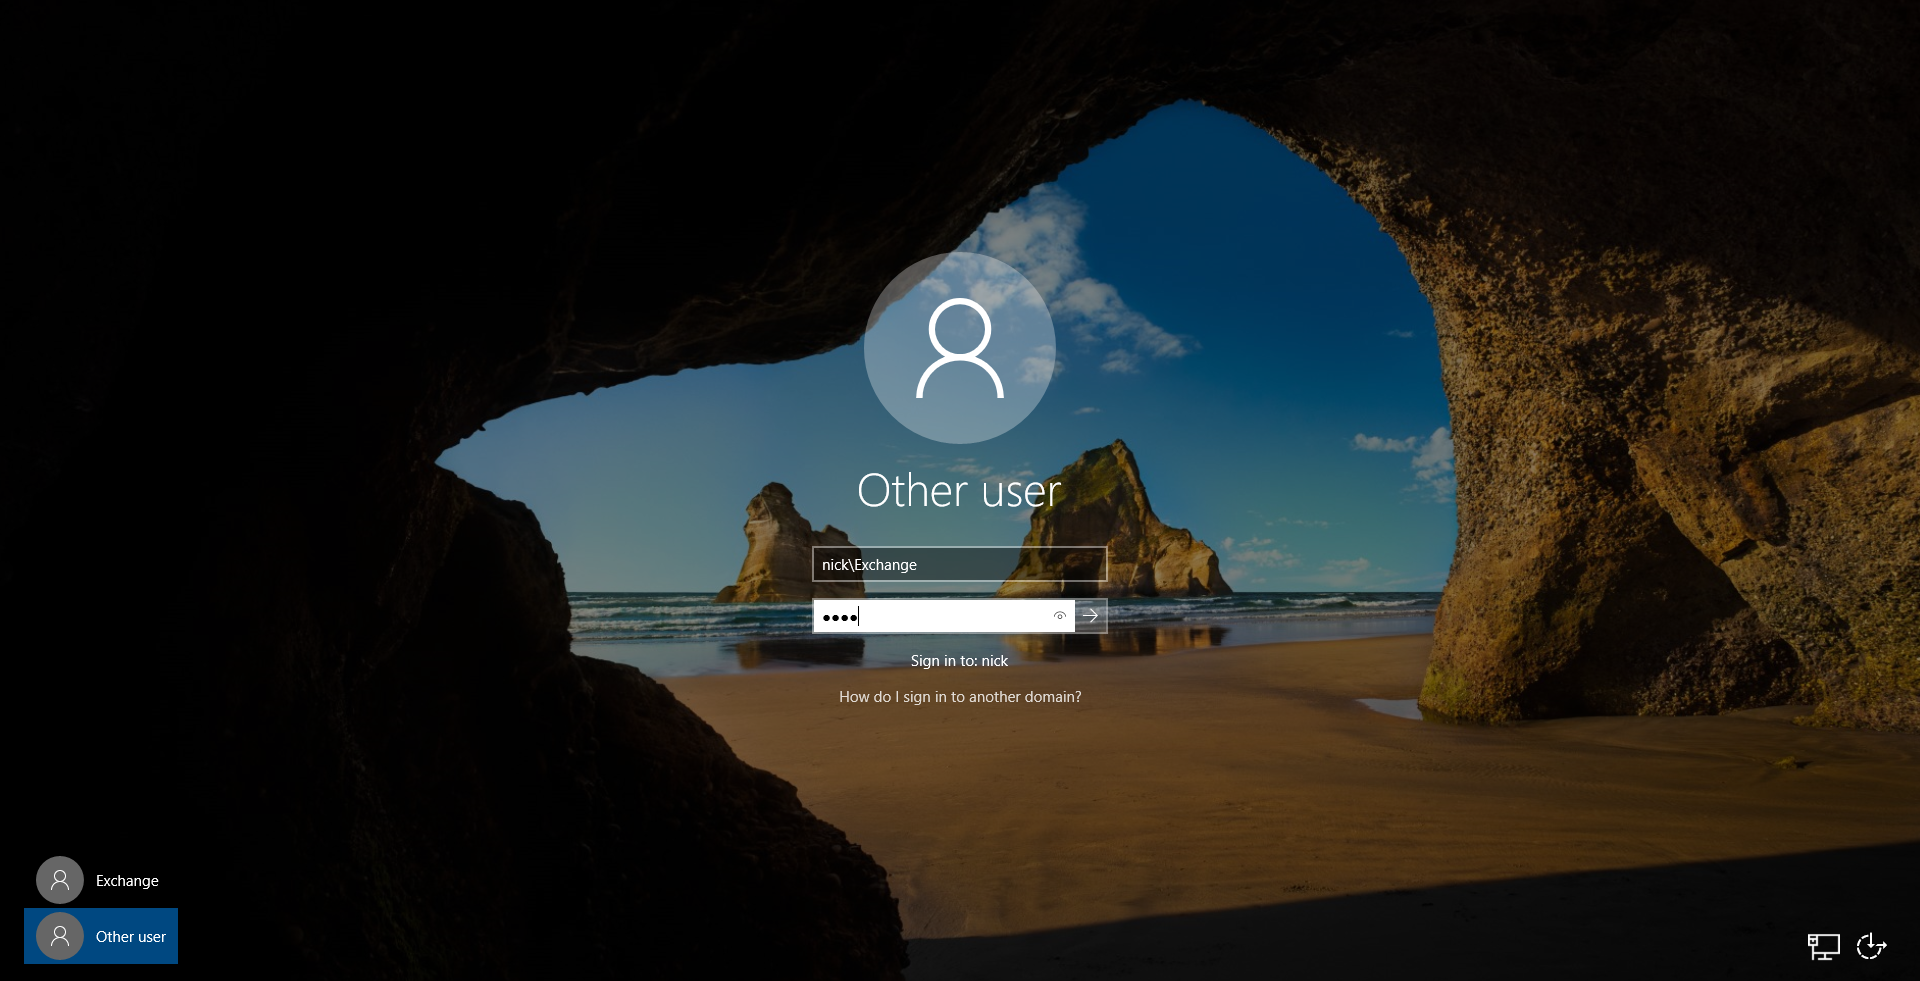 Other user
nick\Exchange
••••
Sign in to: nick
How do I sign in to another domain?
Exchange
Other user